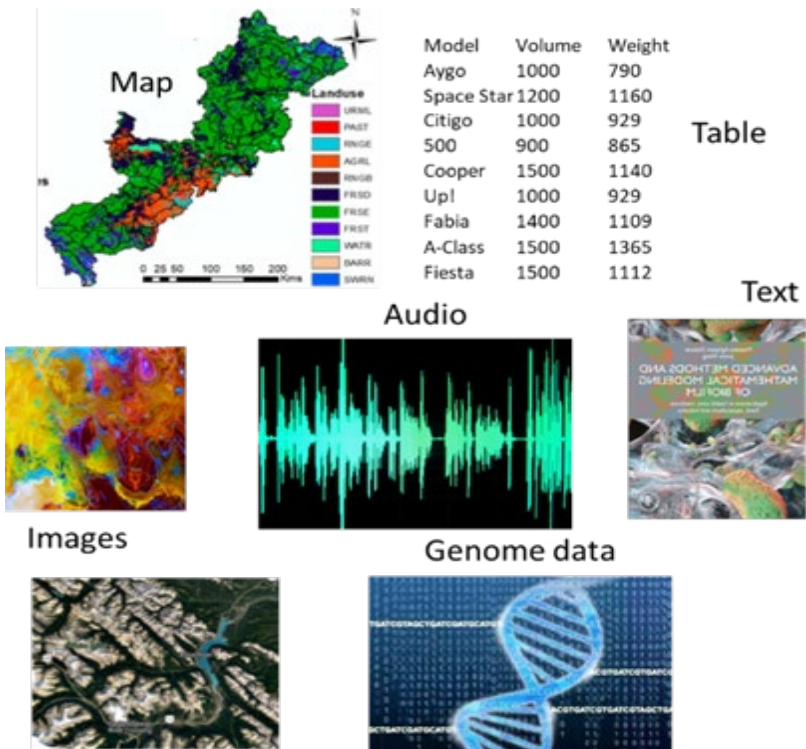 N
Map
Landuse
URML
PAST
RNGE
AGRL
RNGB
FRSD
FRSE
FRST
WATR
BARR
SWRN
0 25 50 100 150 200
Kms
Model Volume Weight
Aygo 1000 790
Space Star 1200 1160
Citigo 1000 929
500 900 865
Cooper 1500 1140
Up! 1000 929
Fabia 1400 1109
A-Class 1500 1365
Fiesta 1500 1112
Table
Text
Audio
ADVANCED METHODS AND
MATHEMATICAL MODELING
OF BIOFILM
Images
Genome data
TGATCGTAGCTGATCGATGCATGT
ACGTGATCGATGATCG
ACGTGATCGTGATCGTAGCTGAT